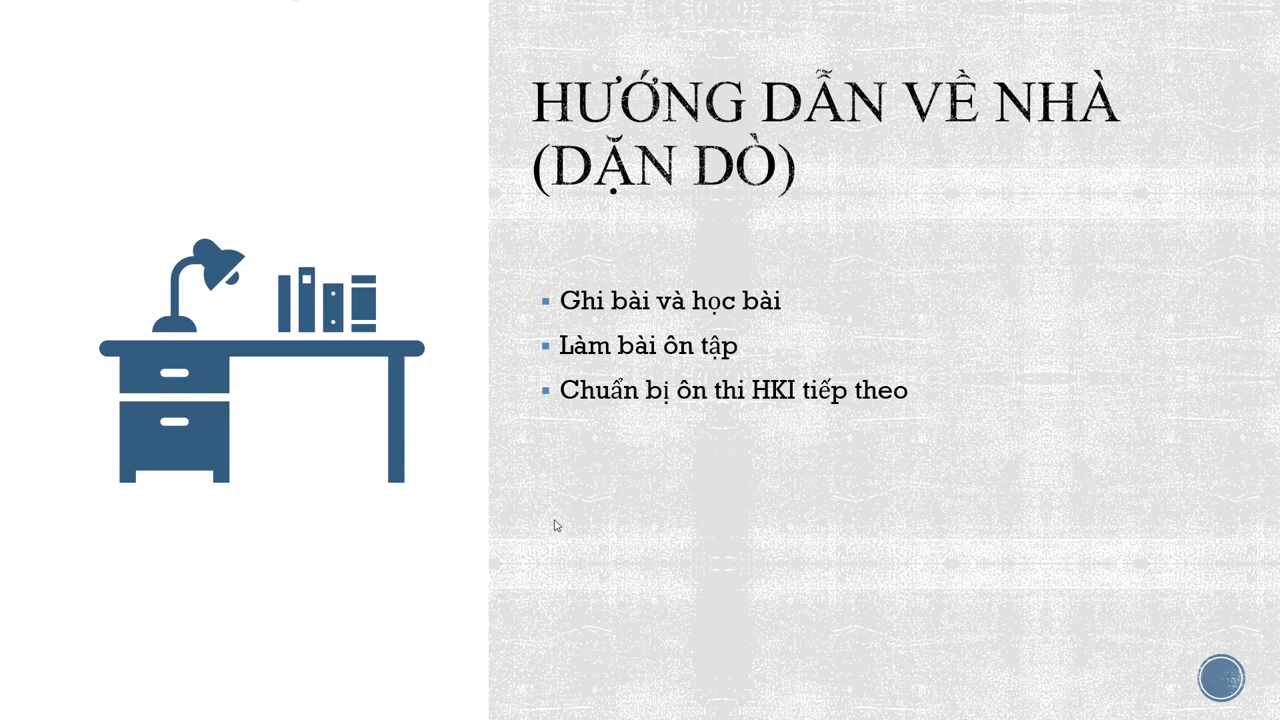 HƯỚNG DẪN VỀ NHÀ
(DẶN DÒ)
Ghi bài và học bài
Làm bài ôn tập
Chuẩn bị ôn thi HKI tiếp theo